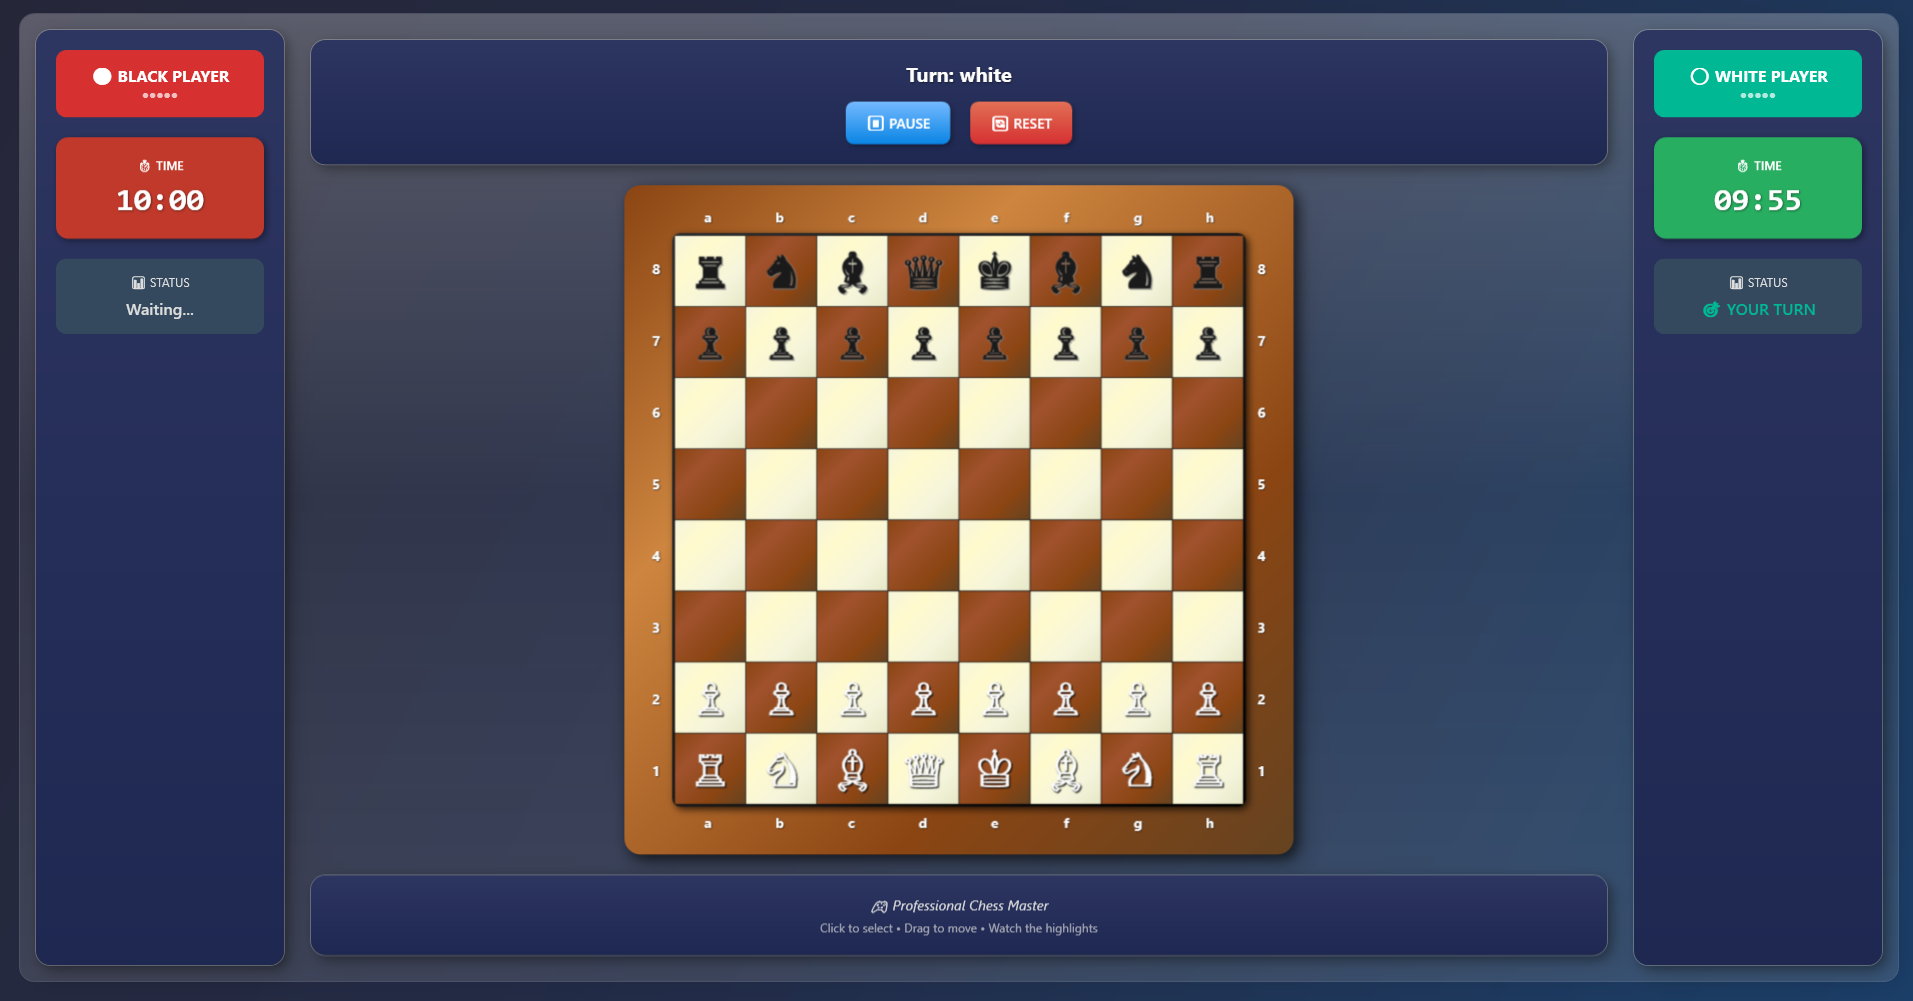 BLACK PLAYER
TIME
10:00
STATUS
Waiting...
Turn: white
PAUSE
RESET
a b c d e f g h
8 8
7 7
6 6
5 5
4 4
3 3
2 2
1 1
a b c d e f g h
Professional Chess Master
Click to select • Drag to move • Watch the highlights
WHITE PLAYER
TIME
09:55
STATUS
YOUR TURN